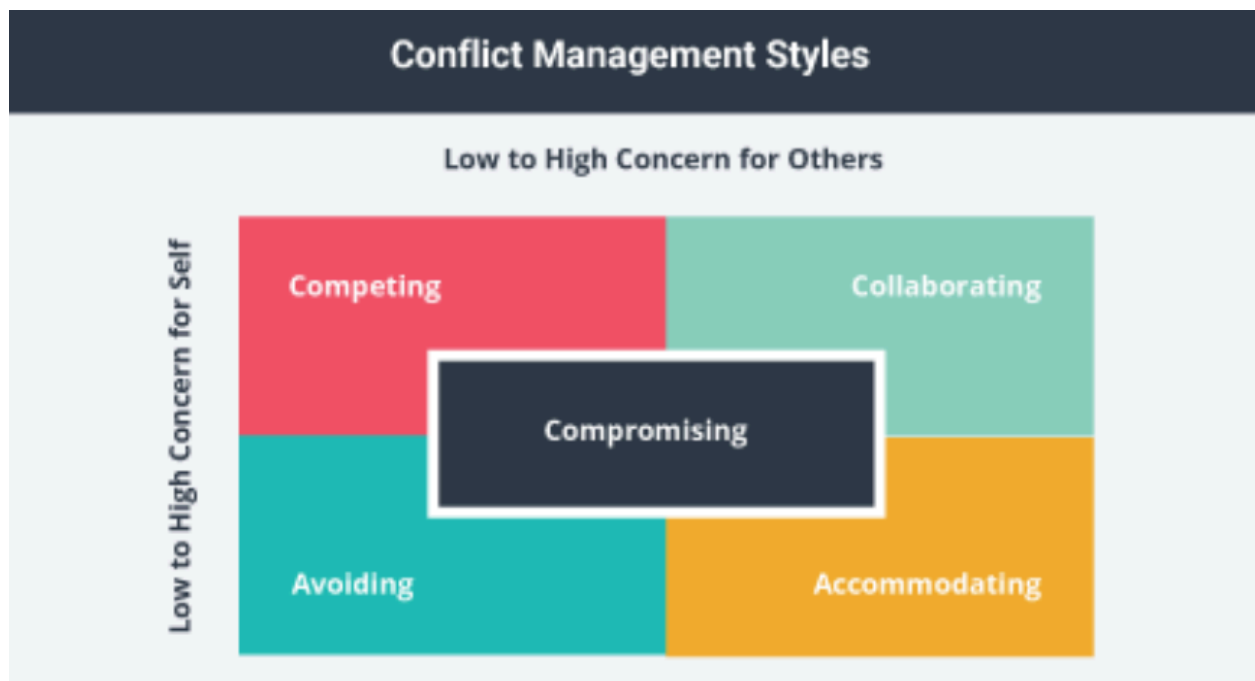 Conflict Management Styles
Low to High Concern for Others
Low to High Concern for Self
Competing
Collaborating
Compromising
Avoiding
Accommodating